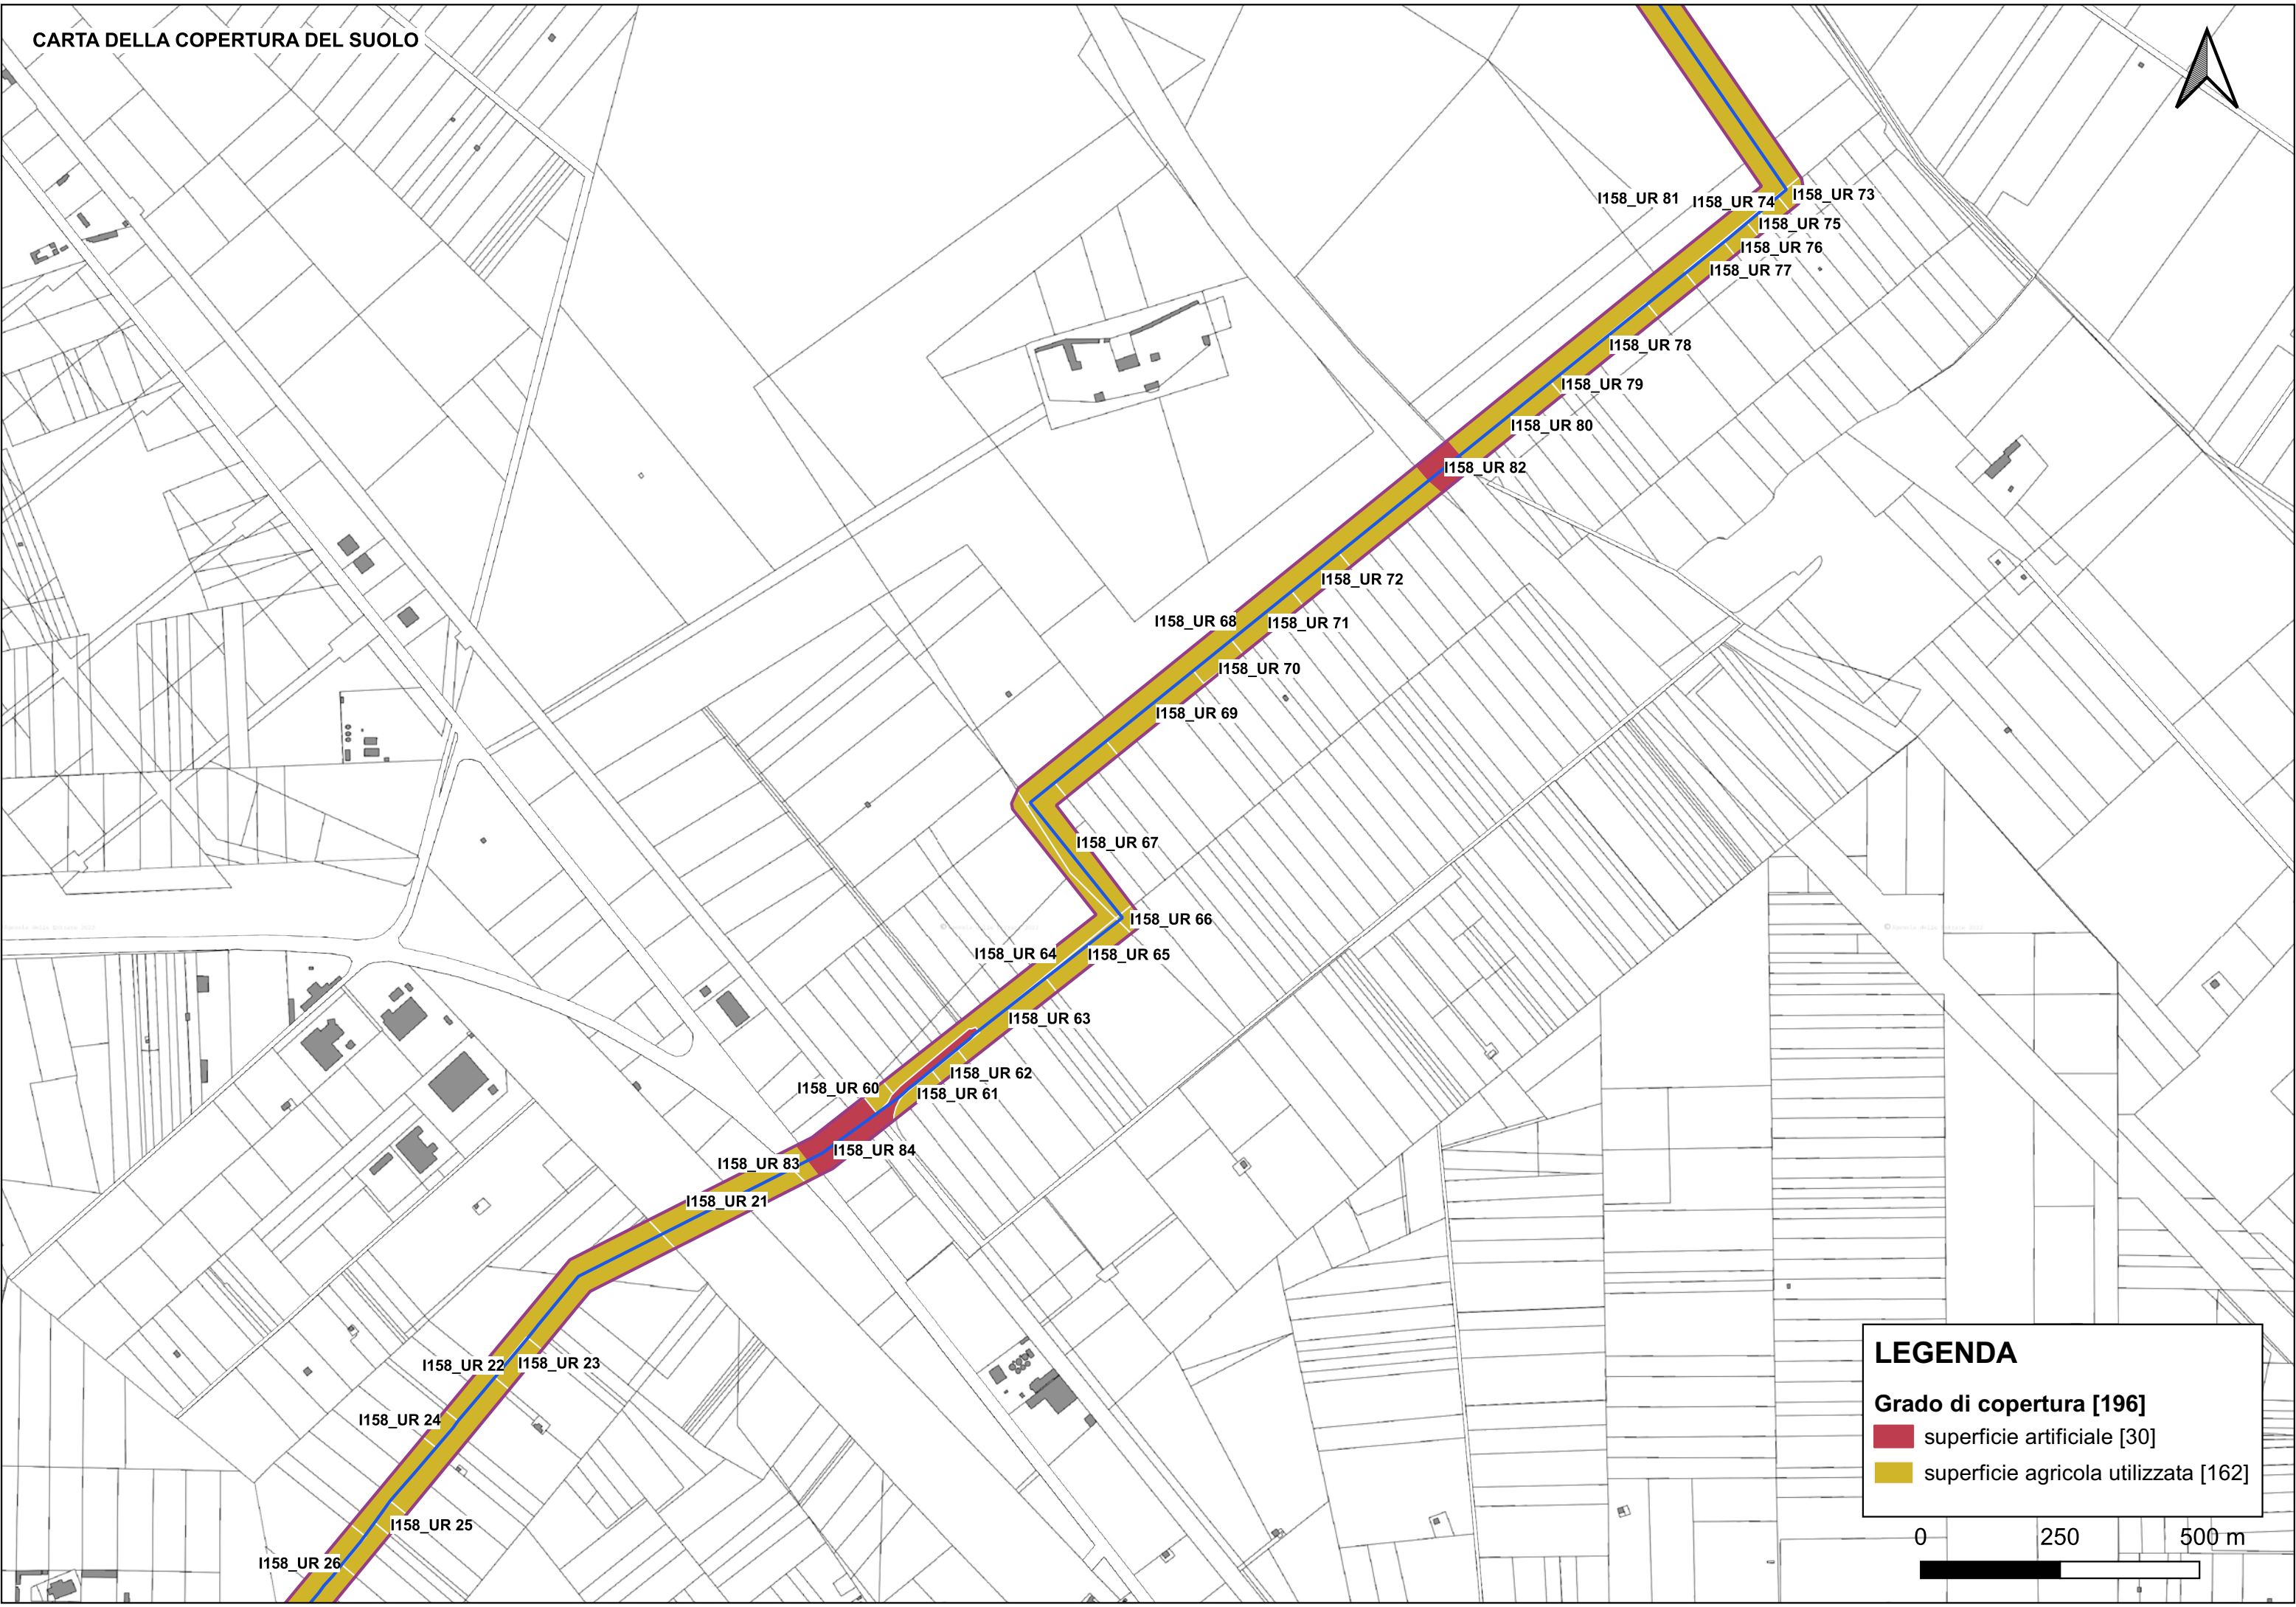 CARTA DELLA COPERTURA DEL SUOLO
I158_UR 81
I158_UR 74
I158_UR 73
I158_UR 75
I158_UR 76
I158_UR 77
I158_UR 78
I158_UR 79
I158_UR 80
I158_UR 82
I158_UR 72
I158_UR 68
I158_UR 71
I158_UR 70
I158_UR 69
I158_UR 67
I158_UR 66
I158_UR 64
I158_UR 65
I158_UR 63
I158_UR 62
I158_UR 60
I158_UR 61
I158_UR 84
I158_UR 83
I158_UR 21
I158_UR 22
I158_UR 23
I158_UR 24
I158_UR 25
I158_UR 26
LEGENDA
Grado di copertura [196]
superficie artificiale [30]
superficie agricola utilizzata [162]
0 250 500 m